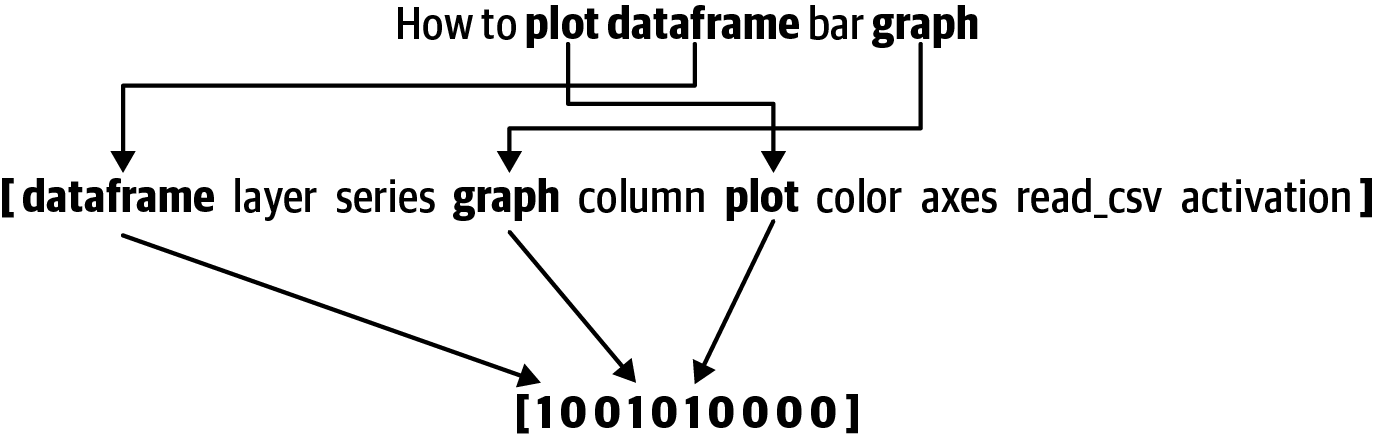 How to plot dataframe bar graph
[ dataframe layer series graph column plot color axes read_csv activation ]
[ 1 0 0 1 0 1 0 0 0 0 ]